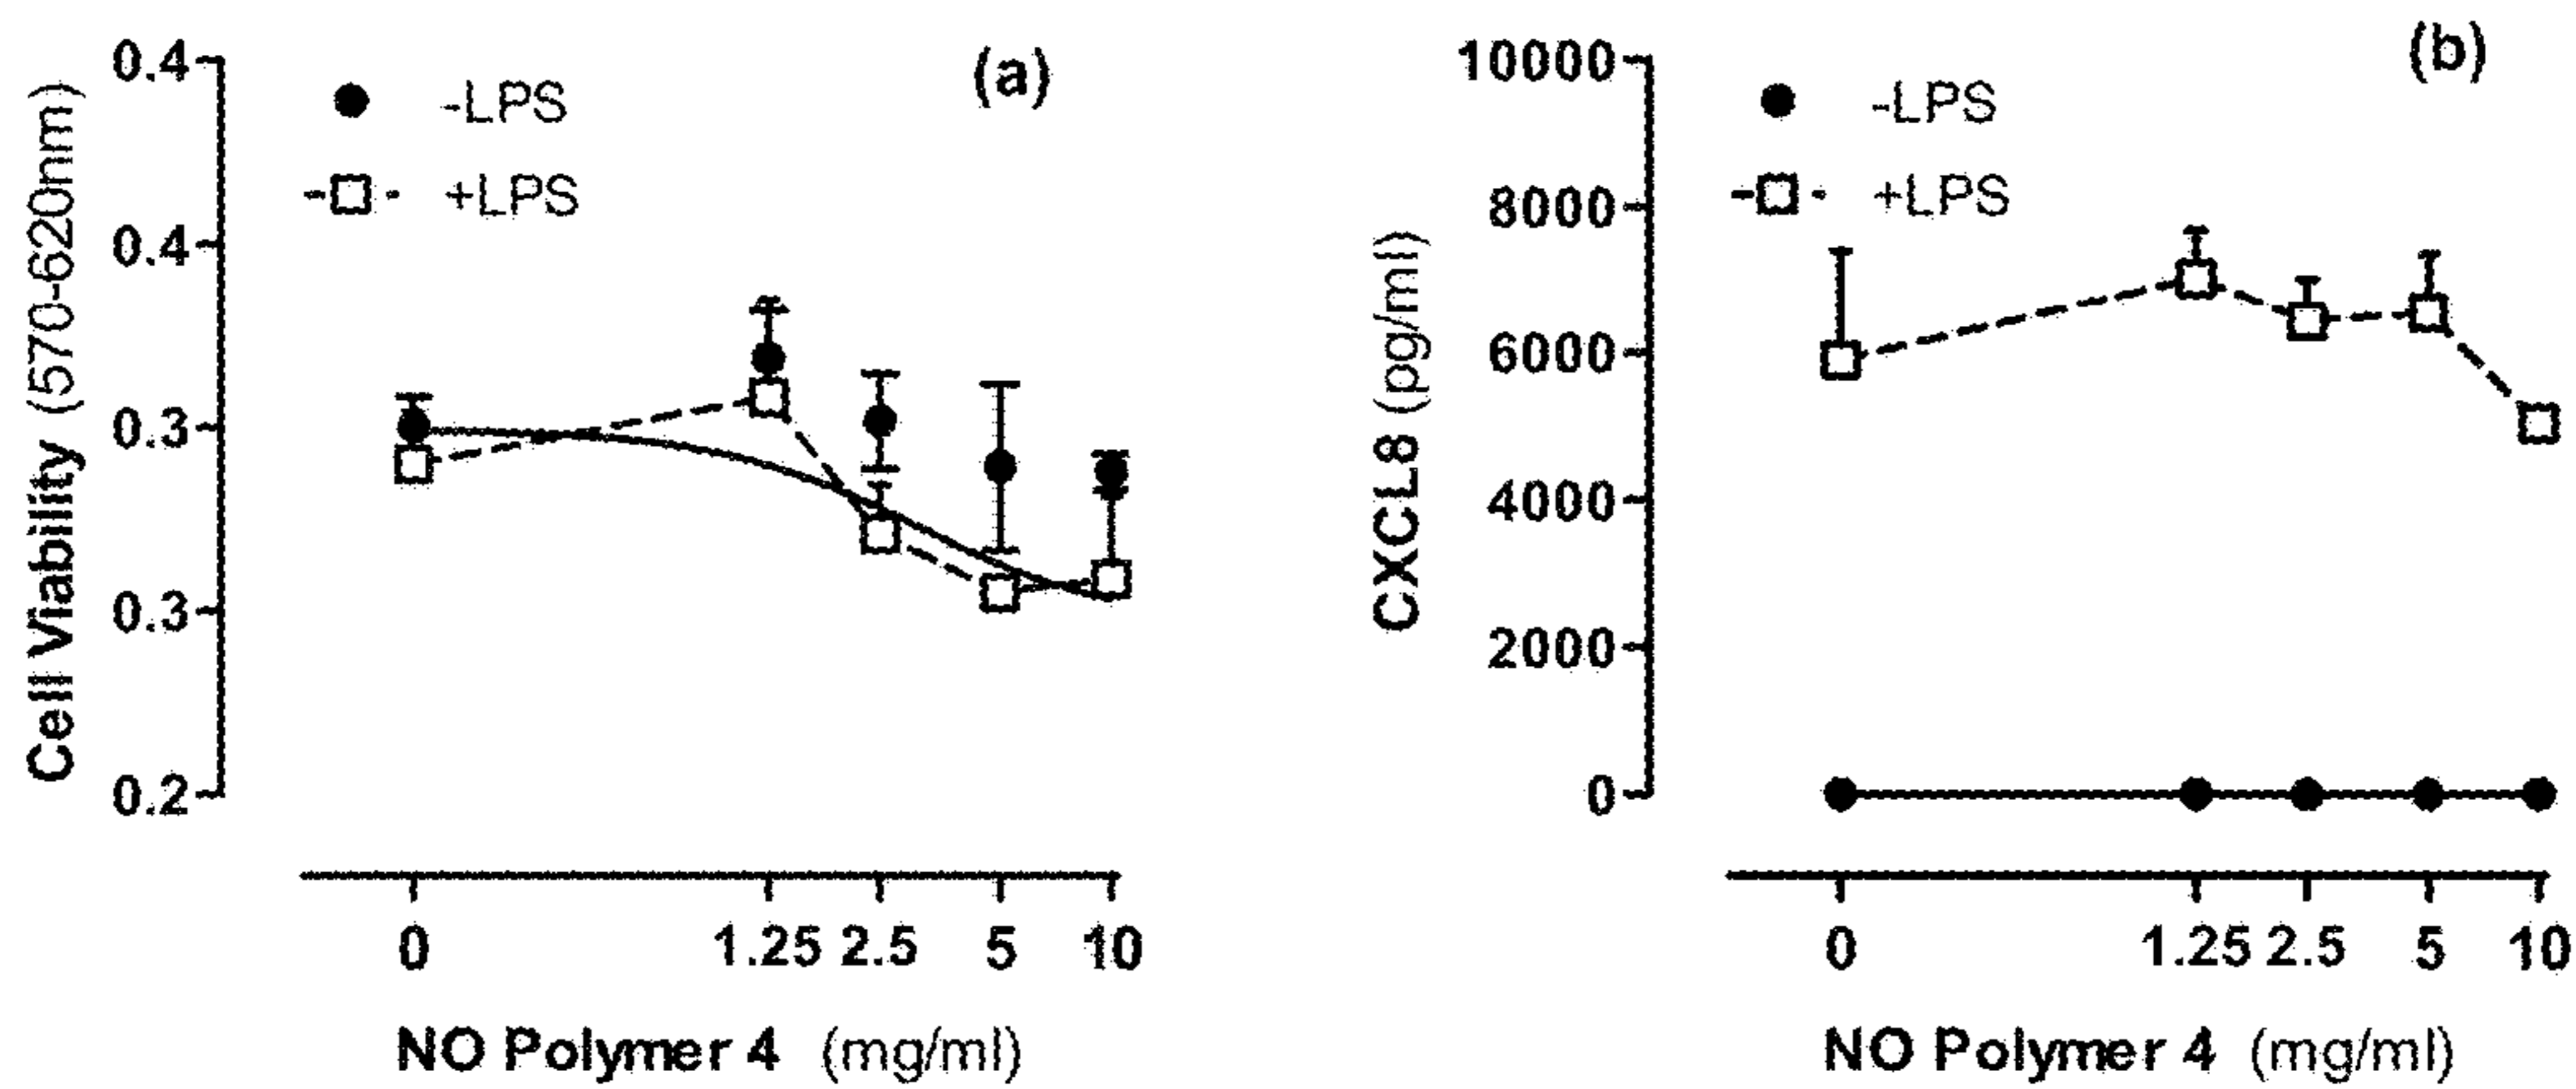 Cell Viability (570-620nm)
0.4
0.4
0.3
0.3
0.2
-LPS
+LPS
(a)
0 1.25 2.5 5 10
NO Polymer 4 (mg/ml)
CXCL8 (pg/ml)
10000
8000
6000
4000
2000
0
-LPS
+LPS
(b)
0 1.25 2.5 5 10
NO Polymer 4 (mg/ml)